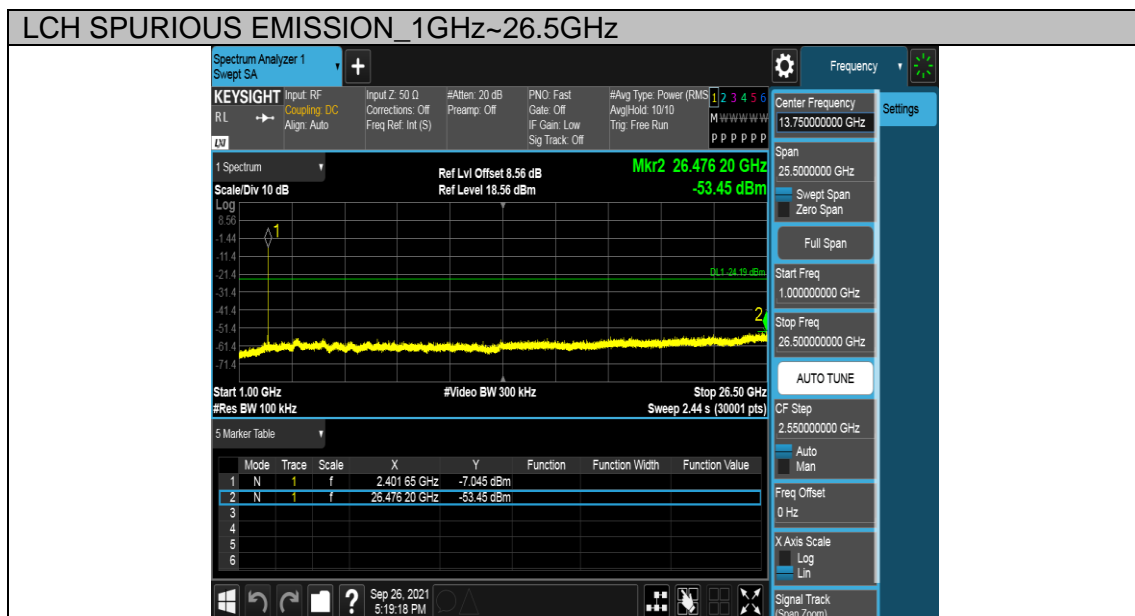 LCH SPURIOUS EMISSION_1GHz~26.5GHz
Spectrum Analyzer 1
Swept SA
Frequency
KEYSIGHT
RL
LXI
Input: RF
Coupling: DC
Align: Auto
Input Z: 50 Ω
Corrections: Off
Freq Ref: Int (S)
#Atten: 20 dB
Preamp: Off
PNO: Fast
Gate: Off
IF Gain: Low
Sig Track: Off
#Avg Type: Power (RMS
Avg|Hold: 10/10
Trig: Free Run
1 2 3 4 5 6
M W W W W W
P P P P P P
1 Spectrum
Scale/Div 10 dB
Ref Lvl Offset 8.56 dB
Ref Level 18.56 dBm
Mkr2 26.476 20 GHz
-53.45 dBm
Log
8.56
-1.44
-11.4
-21.4
-31.4
-41.4
-51.4
-61.4
-71.4
1
DL1 -24.19 dBm
2
Start 1.00 GHz
#Video BW 300 kHz
Stop 26.50 GHz
#Res BW 100 kHz
Sweep 2.44 s (30001 pts)
5 Marker Table
Mode Trace Scale X Y Function Function Width Function Value
1 N 1 f 2.401 65 GHz -7.045 dBm
2 N 1 f 26.476 20 GHz -53.45 dBm
3
4
5
6
Sep 26, 2021
5:19:18 PM
Center Frequency
13.750000000 GHz
Settings
Span
25.5000000 GHz
Swept Span
Zero Span
Full Span
Start Freq
1.000000000 GHz
Stop Freq
26.500000000 GHz
AUTO TUNE
CF Step
2.550000000 GHz
Auto
Man
Freq Offset
0 Hz
X Axis Scale
Log
Lin
Signal Track
(Span Zoom)